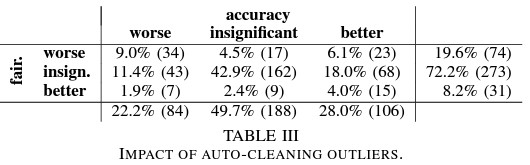 accuracy
worse insignificant better
fair.
worse 9.0% (34) 4.5% (17) 6.1% (23) 19.6% (74)
insign. 11.4% (43) 42.9% (162) 18.0% (68) 72.2% (273)
better 1.9% (7) 2.4% (9) 4.0% (15) 8.2% (31)
22.2% (84) 49.7% (188) 28.0% (106)
TABLE III
IMPACT OF AUTO-CLEANING OUTLIERS.